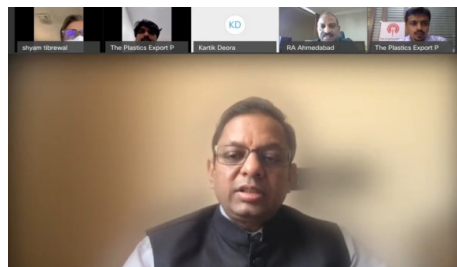 KD
shyam tibrewal
The Plastics Export P
Kartik Deora
RA Ahmedabad
The Plastics Export P